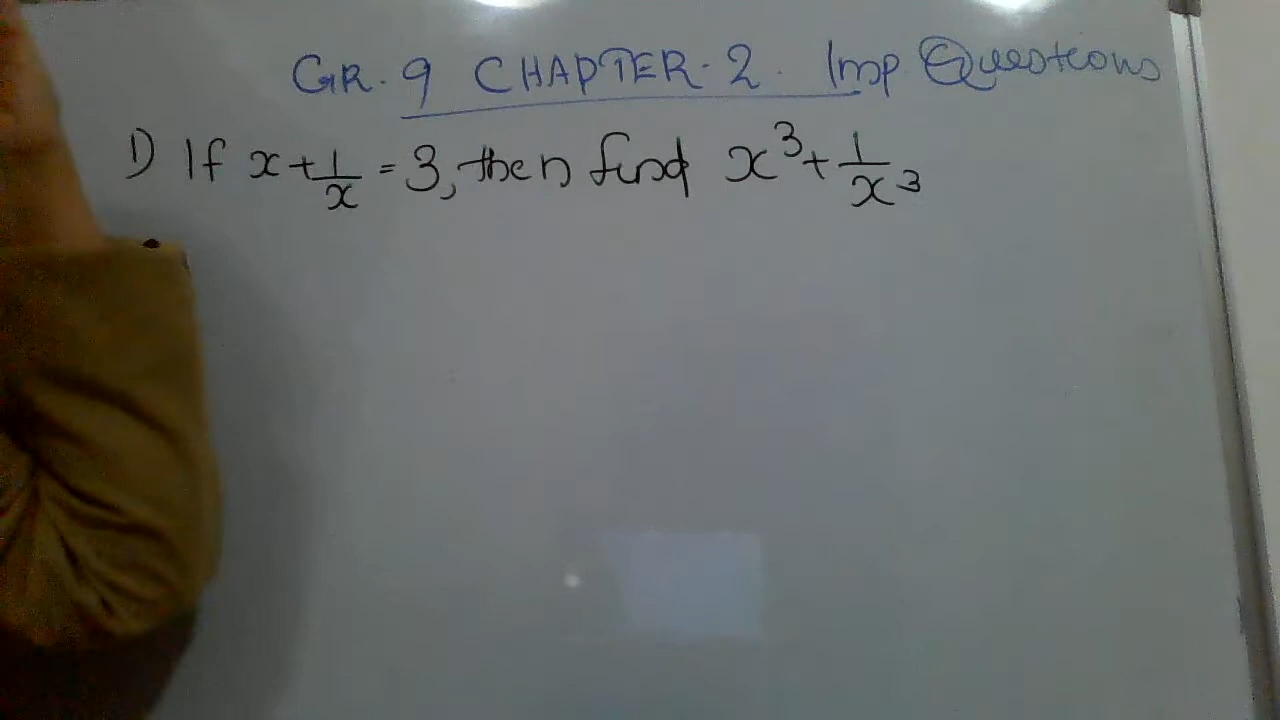 GR. 9 CHAPTER-2. Imp Questions
1) If x + 1/x = 3, then find x³ + 1/x³